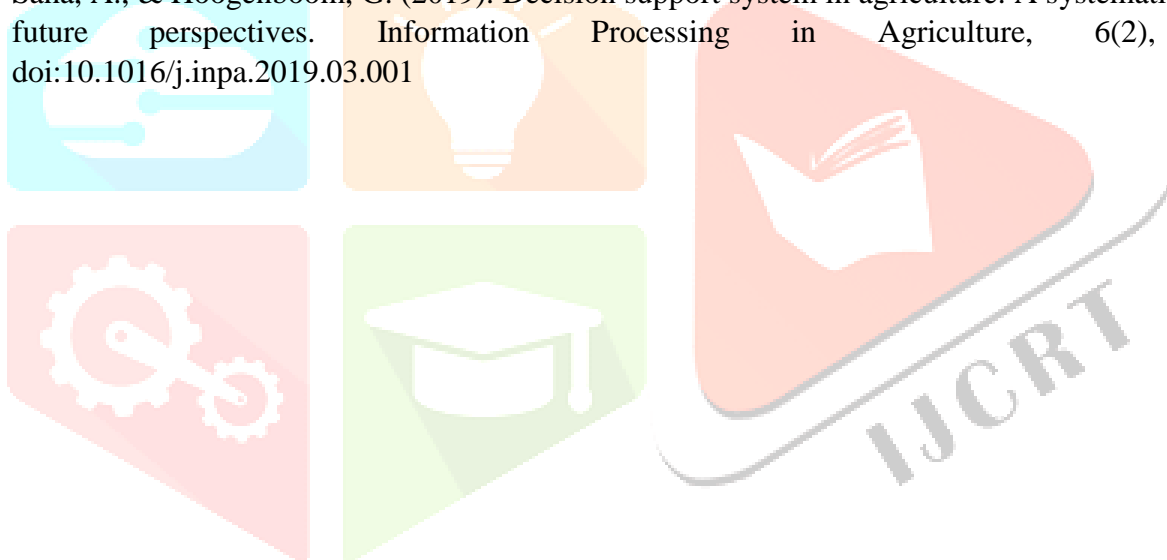 Saha, A., & Hoogenboom, G. (2019). Decision support system in agriculture: A systemati
future perspectives. Information Processing in Agriculture, 6(2),
doi:10.1016/j.inpa.2019.03.001
IJCRT